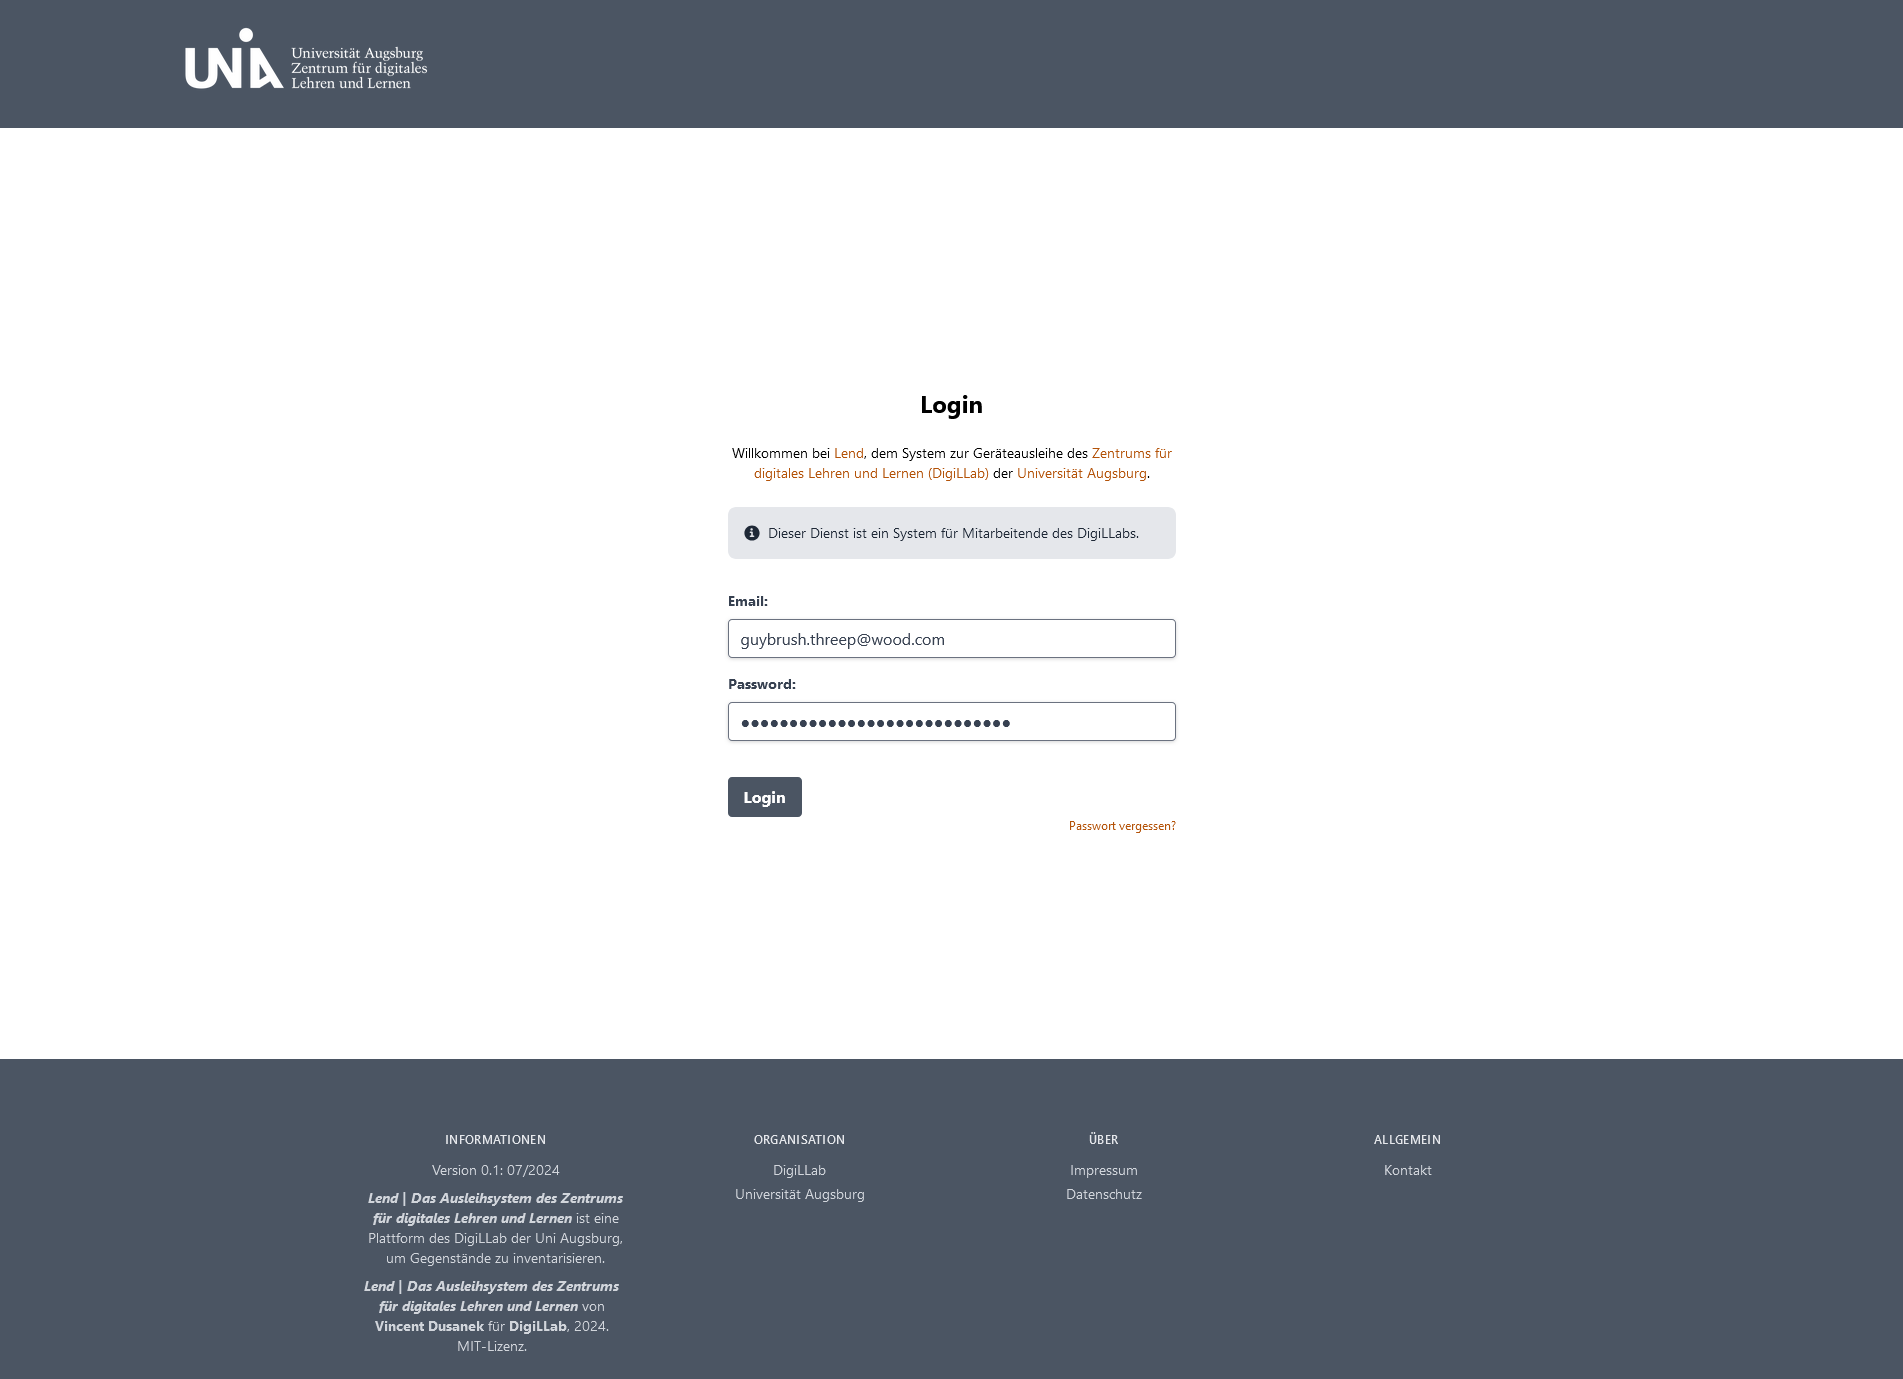 UNIA
Universität Augsburg
Zentrum für digitales
Lehren und Lernen
Login
Willkommen bei Lend, dem System zur Geräteausleihe des Zentrums für
digitales Lehren und Lernen (DigiLLab) der Universität Augsburg.
Dieser Dienst ist ein System für Mitarbeitende des DigiLLabs.
Email:
guybrush.threep@wood.com
Password:
••••••••••••••••••••••••••••
Login
Passwort vergessen?
INFORMATIONEN
Version 0.1: 07/2024
Lend | Das Ausleihsystem des Zentrums
für digitales Lehren und Lernen ist eine
Plattform des DigiLLab der Uni Augsburg,
um Gegenstände zu inventarisieren.
Lend | Das Ausleihsystem des Zentrums
für digitales Lehren und Lernen von
Vincent Dusanek für DigiLLab, 2024.
MIT-Lizenz.
ORGANISATION
DigiLLab
Universität Augsburg
ÜBER
Impressum
Datenschutz
ALLGEMEIN
Kontakt